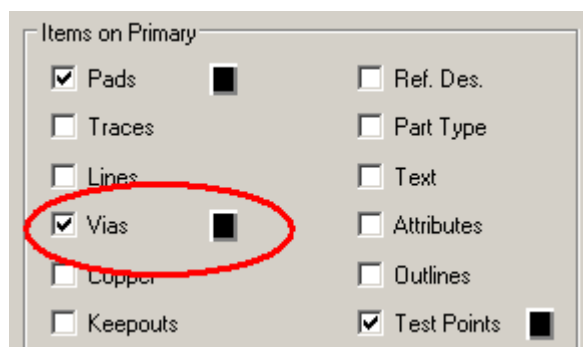 Items on Primary
Pads
Ref. Des.
Traces
Part Type
Lines
Text
Vias
Attributes
Copper
Outlines
Keepouts
Test Points